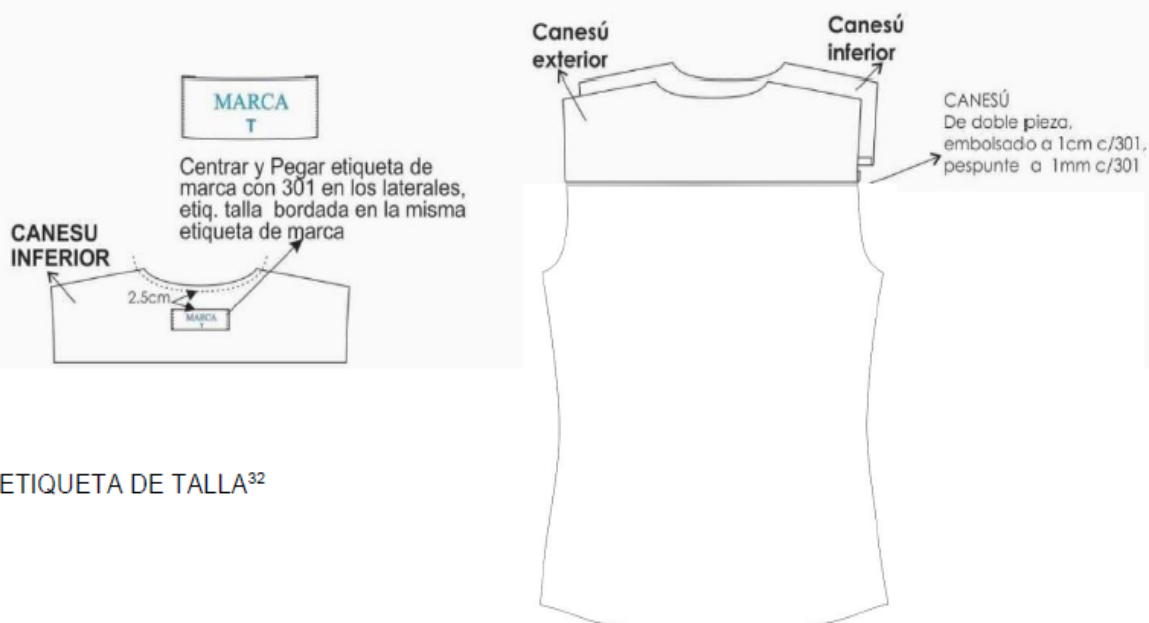 MARCA
T
Centrar y Pegar etiqueta de
marca con 301 en los laterales,
etiq. talla bordada en la misma
etiqueta de marca
CANESU
INFERIOR
2.5cm
MARCA
T
Canesú
exterior
Canesú
inferior
CANESÚ
De doble pieza,
embolsado a 1cm c/301,
pespunte a 1mm c/301
ETIQUETA DE TALLA³²